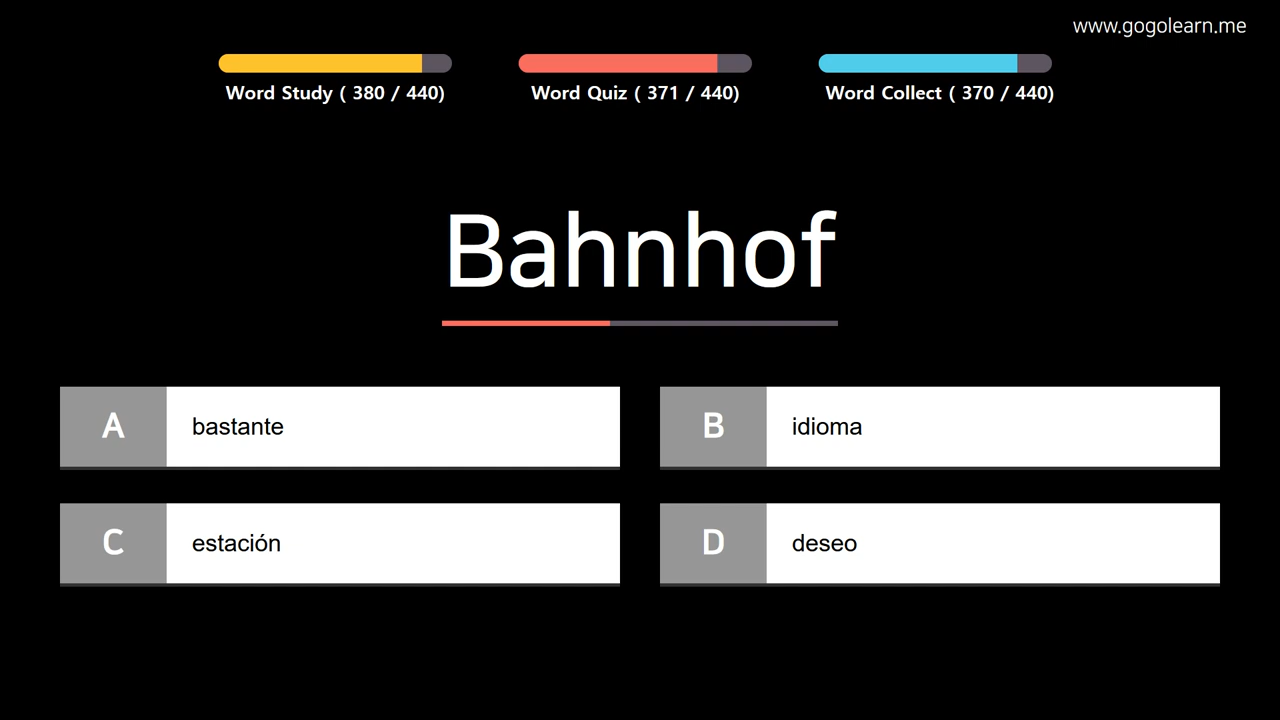 www.gogolearn.me
Word Study ( 380 / 440)
Word Quiz ( 371 / 440)
Word Collect ( 370 / 440)
Bahnhof
A bastante
B idioma
C estación
D deseo